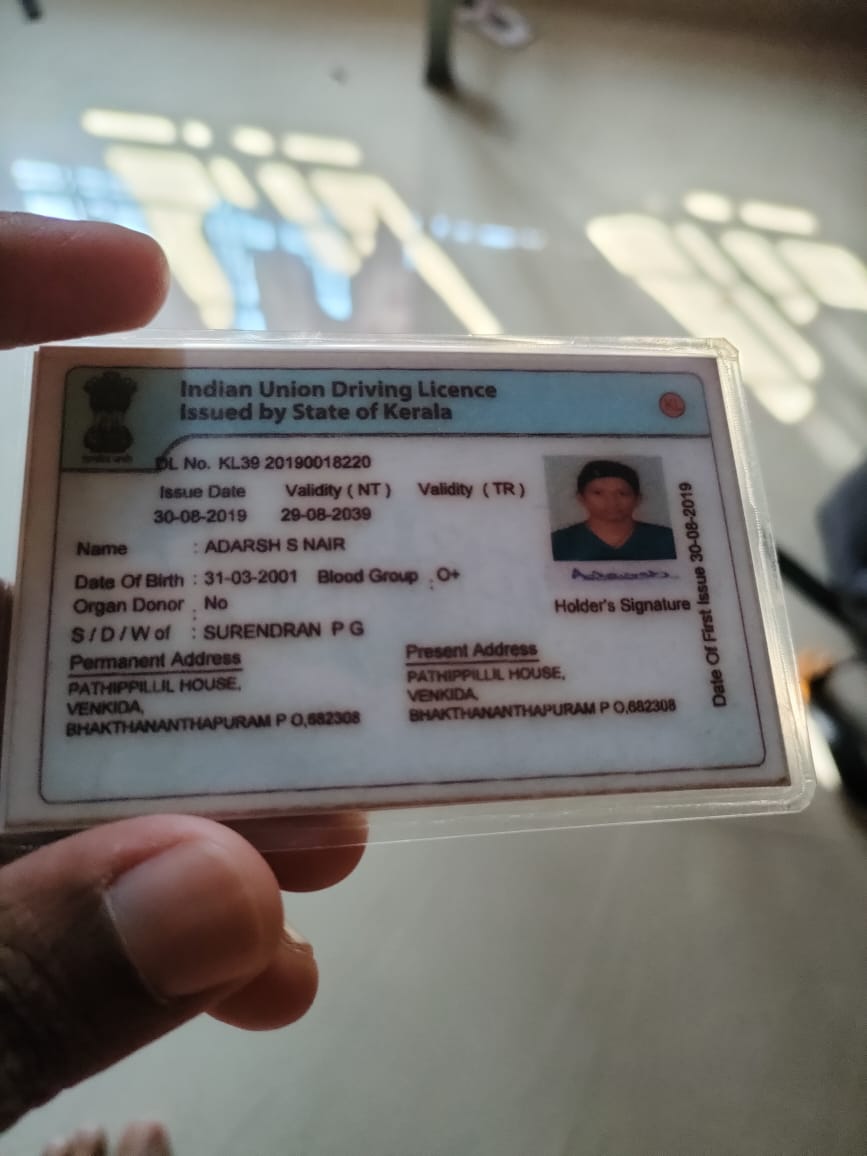 Indian Union Driving Licence
Issued by State of Kerala
KL
DL No. KL39 20190018220
Issue Date Validity ( NT ) Validity ( TR )
30-08-2019 29-08-2039
Name : ADARSH S NAIR
Date Of Birth : 31-03-2001 Blood Group : O+
Organ Donor : No
S / D / W of : SURENDRAN P G
Holder's Signature
Date Of First Issue 30-08-2019
Permanent Address
PATHIPPILLIL HOUSE,
VENKIDA,
BHAKTHANANTHAPURAM P O,682308
Present Address
PATHIPPILLIL HOUSE,
VENKIDA,
BHAKTHANANTHAPURAM P O,682308